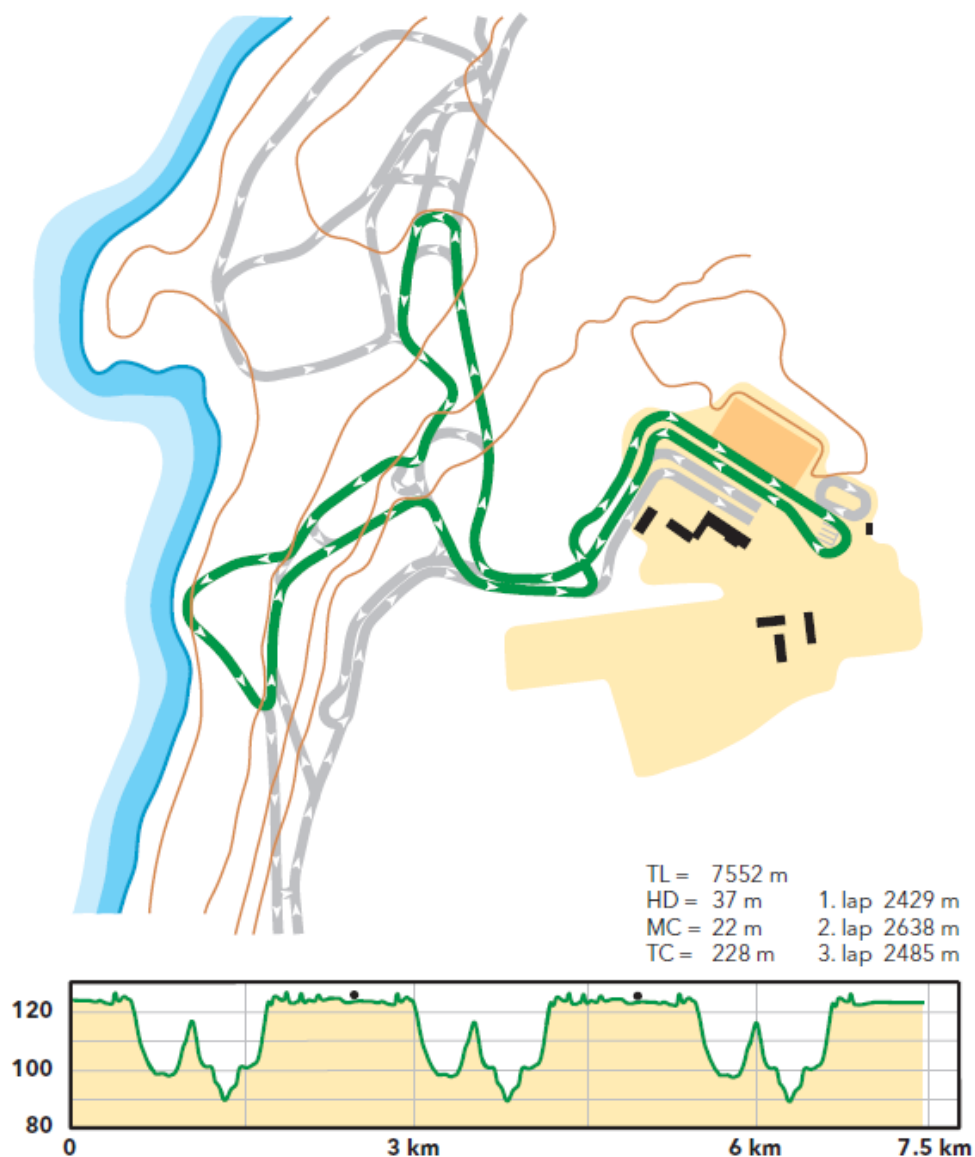 TL = 7552 m
HD = 37 m 1. lap 2429 m
MC = 22 m 2. lap 2638 m
TC = 228 m 3. lap 2485 m
120
100
80
0 3 km 6 km 7.5 km